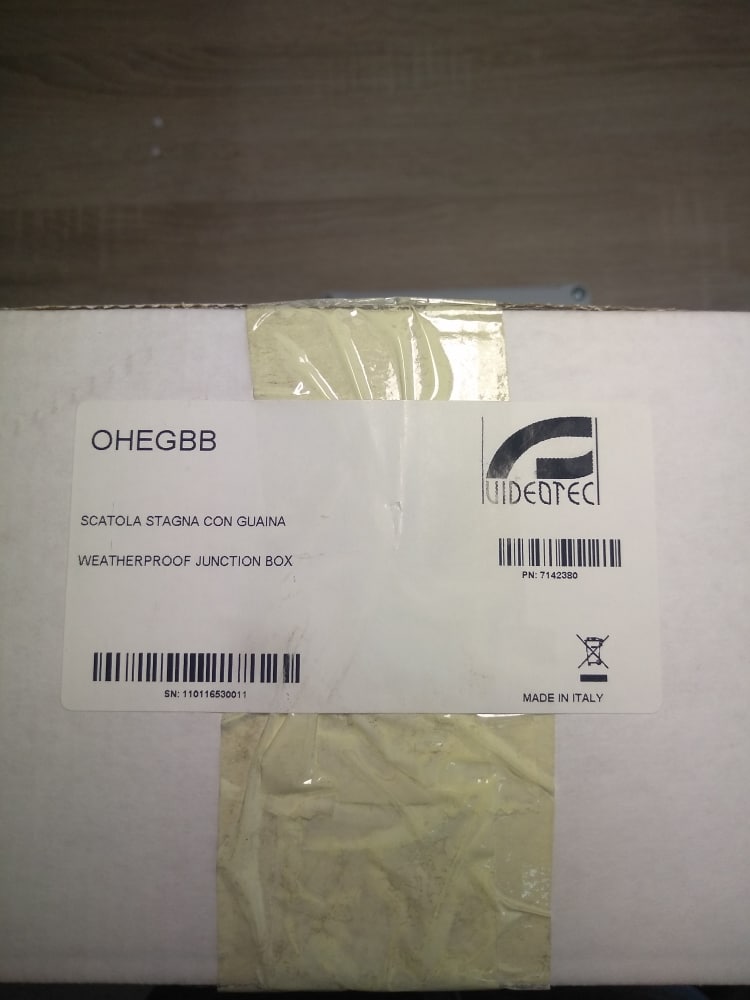 OHEGBB
VIDEOTEC
SCATOLA STAGNA CON GUAINA
WEATHERPROOF JUNCTION BOX
PN: 7142380
SN: 110116530011
MADE IN ITALY